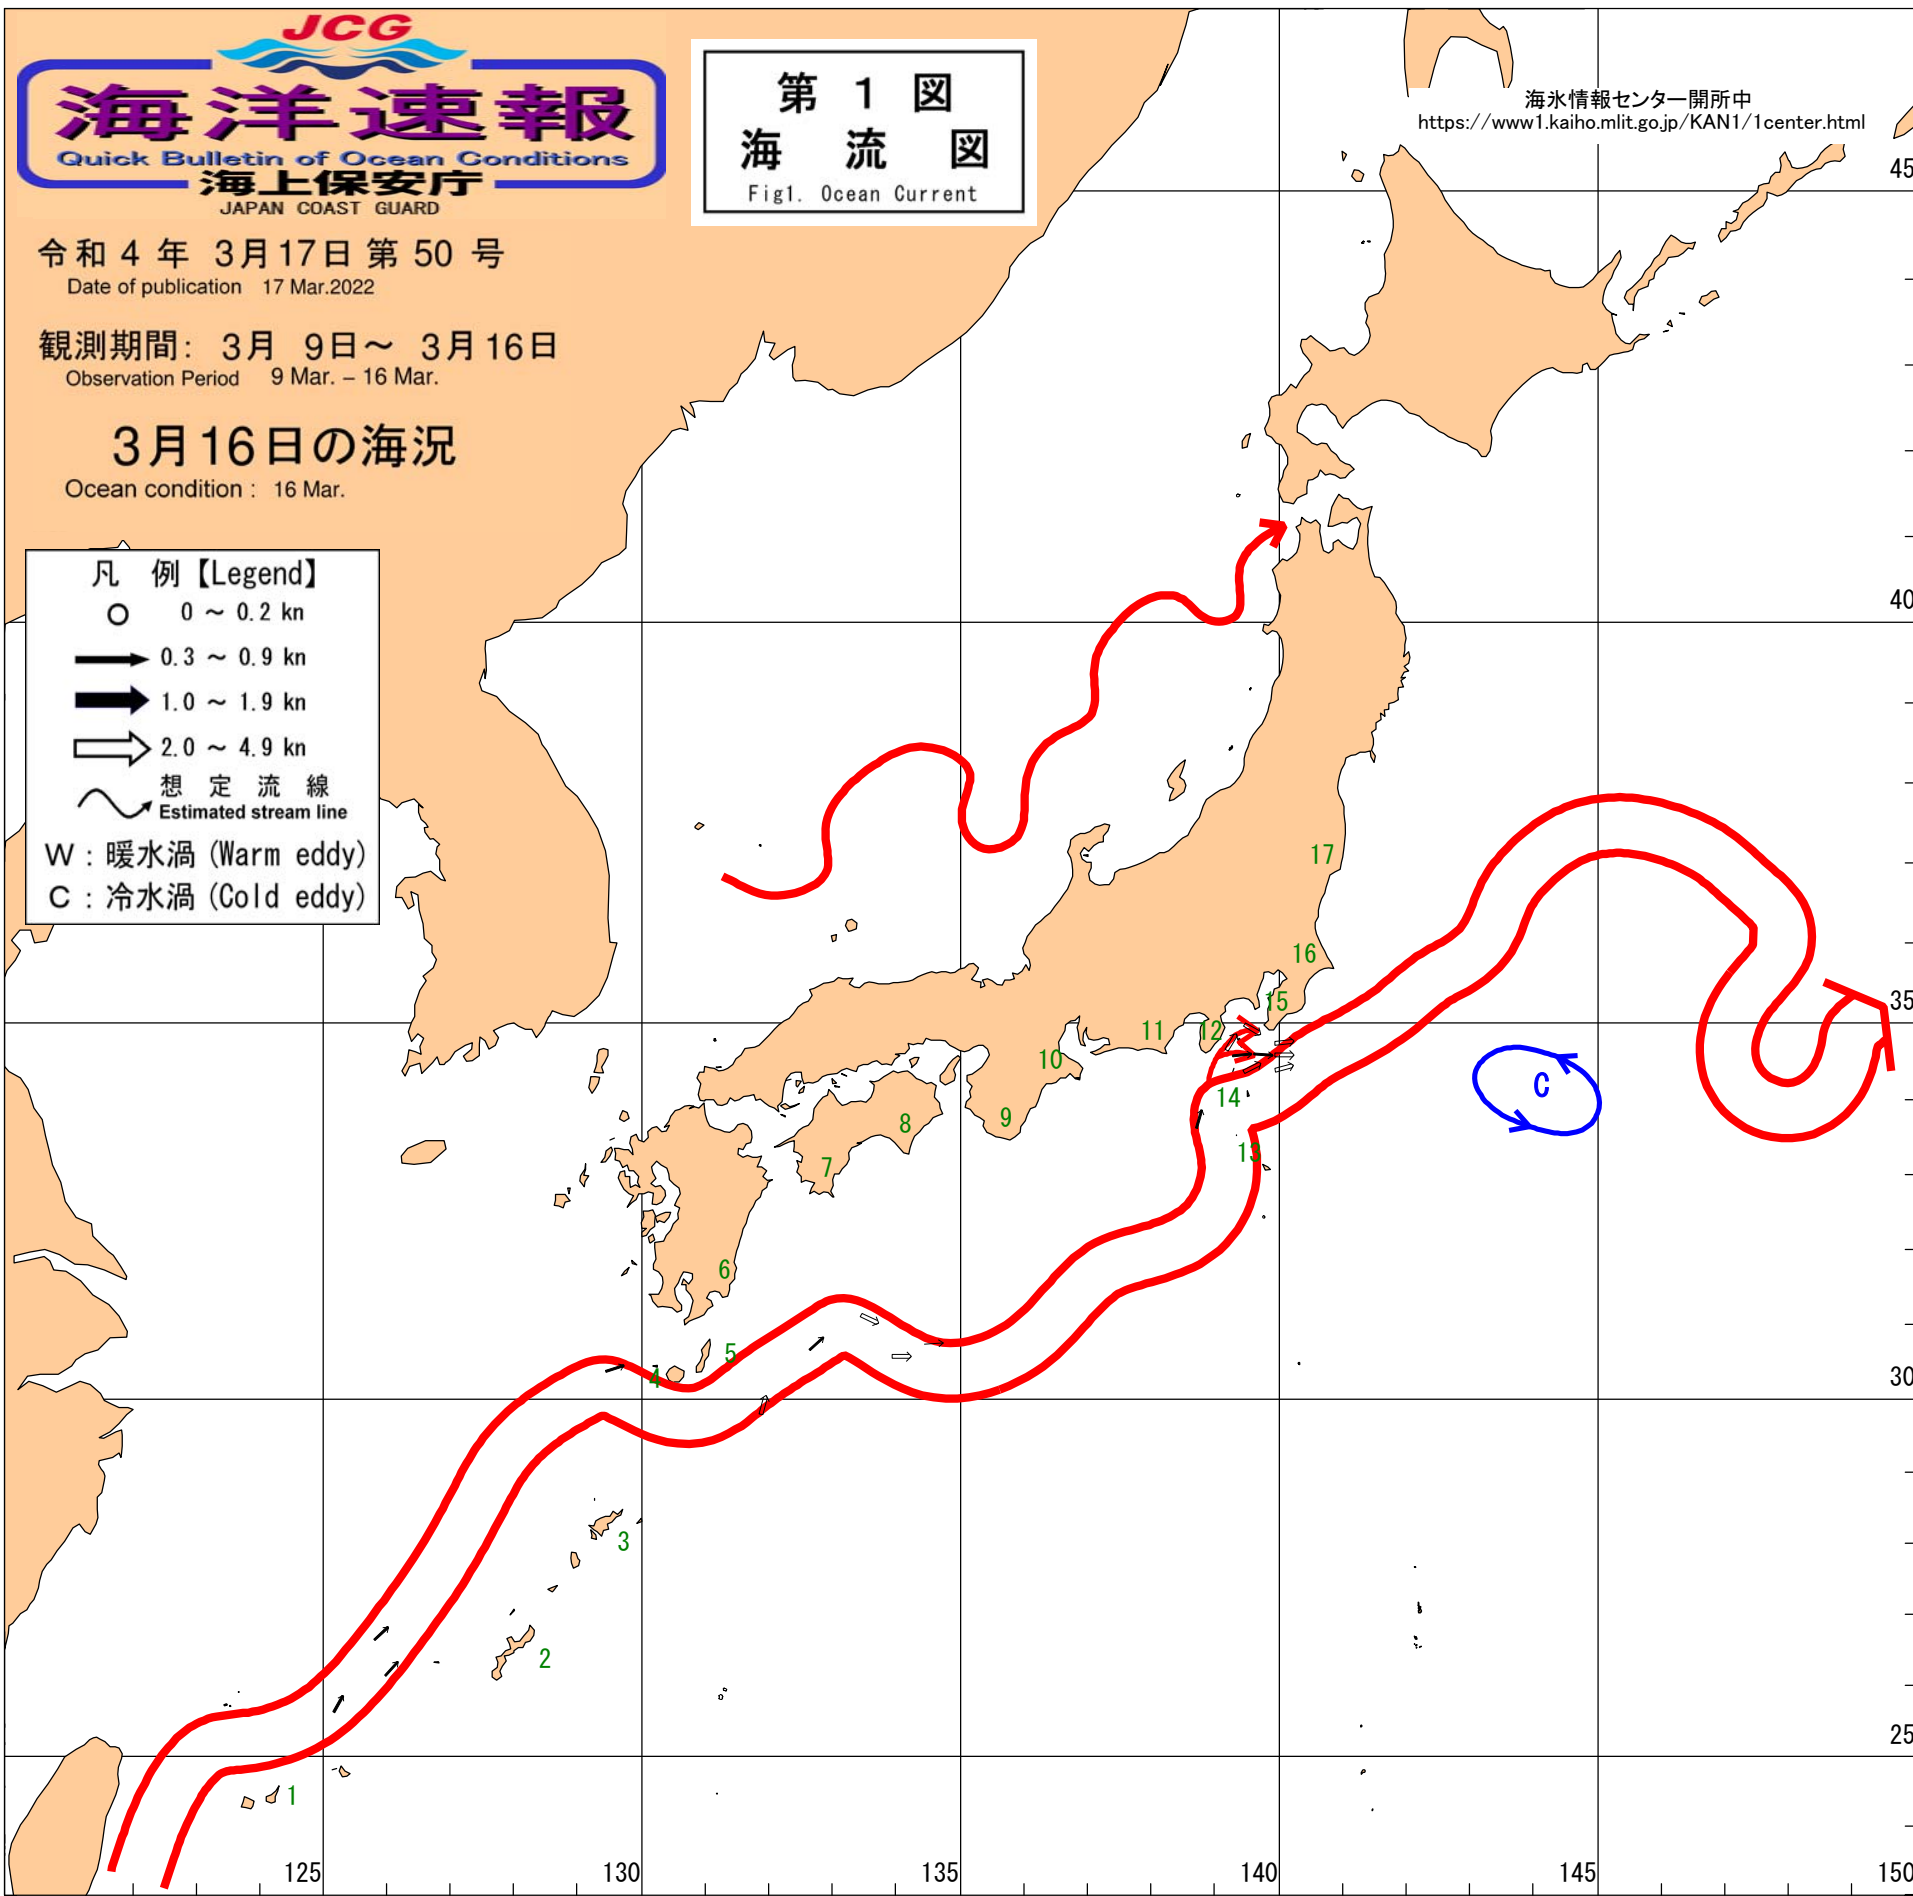 JCG
海洋速報
Quick Bulletin of Ocean Conditions
海上保安庁
JAPAN COAST GUARD
第 1 図
海 流 図
Fig1. Ocean Current
海氷情報センター開所中
https://www1.kaiho.mlit.go.jp/KAN1/1center.html
令和 4 年 3月17日 第 50 号
Date of publication 17 Mar.2022
観測期間: 3月 9日～ 3月16日
Observation Period 9 Mar. – 16 Mar.
3月16日の海況
Ocean condition : 16 Mar.
凡 例【Legend】
0 ～ 0.2 kn
0.3 ～ 0.9 kn
1.0 ～ 1.9 kn
2.0 ～ 4.9 kn
想 定 流 線
Estimated stream line
W : 暖水渦 (Warm eddy)
C : 冷水渦 (Cold eddy)
45
40
17
16
35
15
12
11
10
C
14
9
8
13
7
6
5
4
30
3
2
25
1
125
130
135
140
145
150